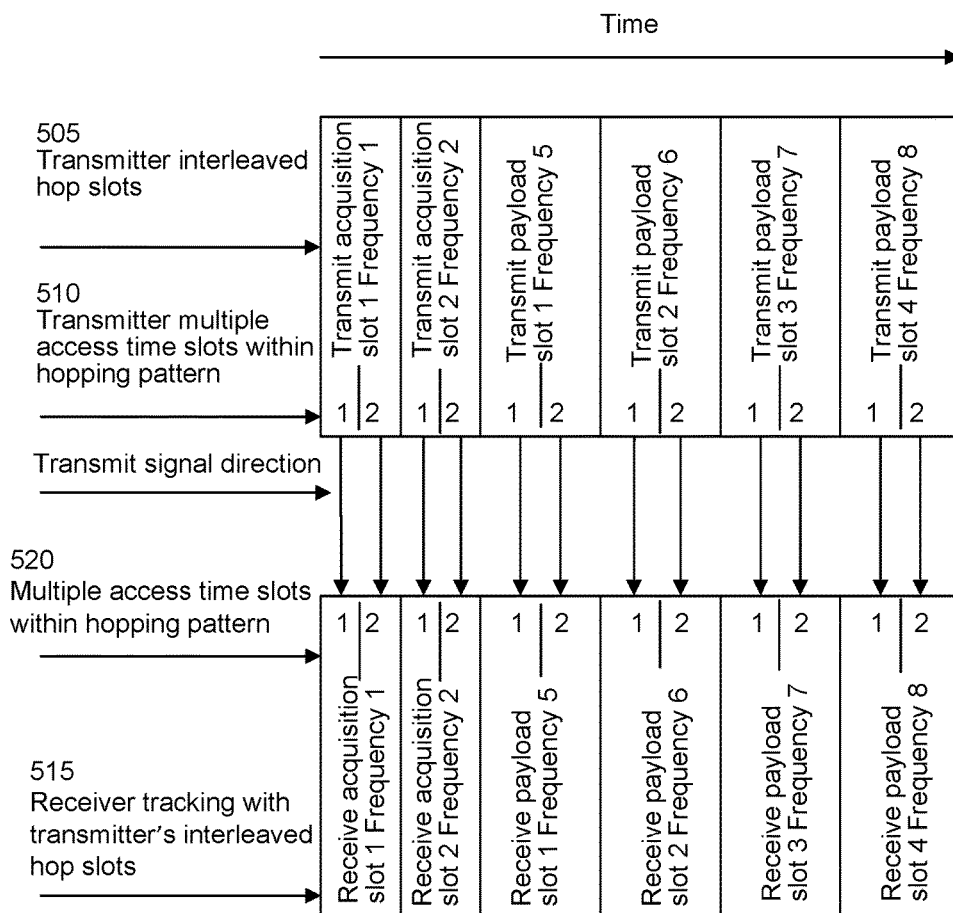 Time
505
Transmitter interleaved
hop slots
510
Transmitter multiple
access time slots within
hopping pattern
Transmit acquisition
slot 1 Frequency 1
Transmit acquisition
slot 2 Frequency 2
Transmit payload
slot 1 Frequency 5
Transmit payload
slot 2 Frequency 6
Transmit payload
slot 3 Frequency 7
Transmit payload
slot 4 Frequency 8
1 2 1 2 1 2 1 2 1 2 1 2
Transmit signal direction
520
Multiple access time slots
within hopping pattern
1 2 1 2 1 2 1 2 1 2 1 2
515
Receiver tracking with
transmitter's interleaved
hop slots
Receive acquisition
slot 1 Frequency 1
Receive acquisition
slot 2 Frequency 2
Receive payload
slot 1 Frequency 5
Receive payload
slot 2 Frequency 6
Receive payload
slot 3 Frequency 7
Receive payload
slot 4 Frequency 8